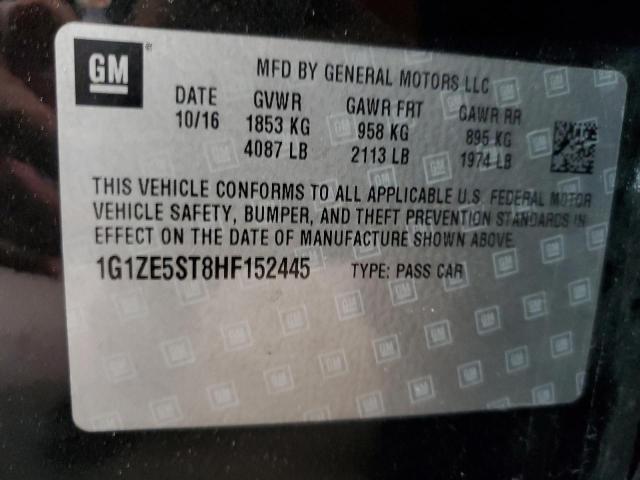 GM
MFD BY GENERAL MOTORS LLC
DATE GVWR GAWR FRT GAWR RR
10/16 1853 KG 958 KG 895 KG
4087 LB 2113 LB 1974 LB
THIS VEHICLE CONFORMS TO ALL APPLICABLE U.S. FEDERAL MOTOR
VEHICLE SAFETY, BUMPER, AND THEFT PREVENTION STANDARDS IN
EFFECT ON THE DATE OF MANUFACTURE SHOWN ABOVE.
1G1ZE5ST8HF152445 TYPE: PASS CAR